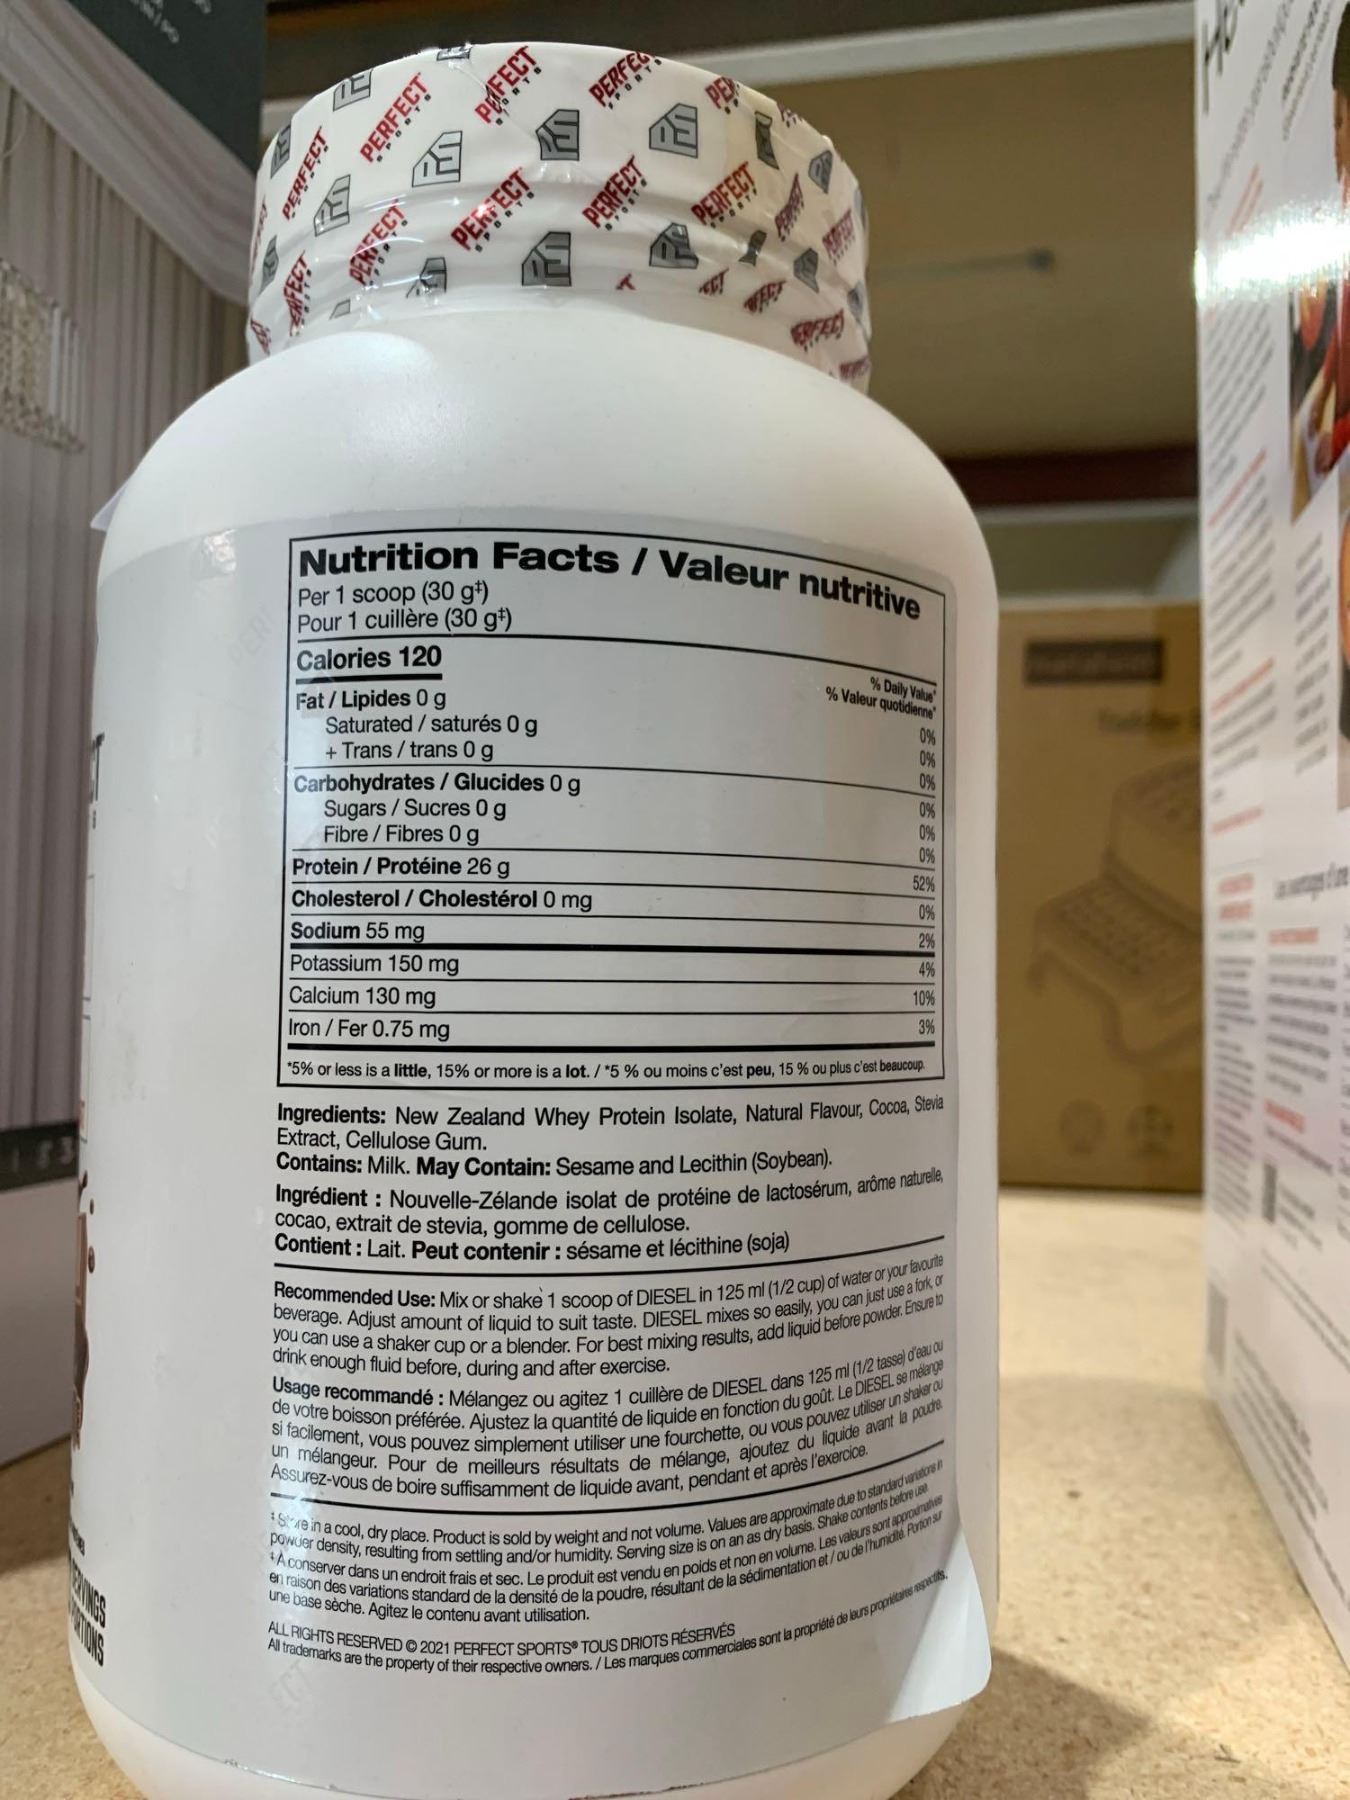 PERFECT
SPORTS
Nutrition Facts / Valeur nutritive
Per 1 scoop (30 g‡)
Pour 1 cuillère (30 g‡)
Calories 120
% Daily Value*
% Valeur quotidienne*
Fat / Lipides 0 g 0%
Saturated / saturés 0 g 0%
+ Trans / trans 0 g 0%
Carbohydrates / Glucides 0 g 0%
Sugars / Sucres 0 g 0%
Fibre / Fibres 0 g 0%
Protein / Protéine 26 g 52%
Cholesterol / Cholestérol 0 mg 0%
Sodium 55 mg 2%
Potassium 150 mg 4%
Calcium 130 mg 10%
Iron / Fer 0.75 mg 3%
*5% or less is a little, 15% or more is a lot. / *5 % ou moins c'est peu, 15 % ou plus c'est beaucoup.
Ingredients: New Zealand Whey Protein Isolate, Natural Flavour, Cocoa, Stevia
Extract, Cellulose Gum.
Contains: Milk. May Contain: Sesame and Lecithin (Soybean).
Ingrédient : Nouvelle-Zélande isolat de protéine de lactosérum, arôme naturelle,
cocao, extrait de stevia, gomme de cellulose.
Contient : Lait. Peut contenir : sésame et lécithine (soja)
Recommended Use: Mix or shake 1 scoop of DIESEL in 125 ml (1/2 cup) of water or your favourite
beverage. Adjust amount of liquid to suit taste. DIESEL mixes so easily, you can just use a fork, or
you can use a shaker cup or a blender. For best mixing results, add liquid before powder. Ensure to
drink enough fluid before, during and after exercise.
Usage recommandé : Mélangez ou agitez 1 cuillère de DIESEL dans 125 ml (1/2 tasse) d'eau ou
de votre boisson préférée. Ajustez la quantité de liquide en fonction du goût. Le DIESEL se mélange
si facilement, vous pouvez simplement utiliser une fourchette, ou vous pouvez utiliser un shaker ou
un mélangeur. Pour de meilleurs résultats de mélange, ajoutez du liquide avant la poudre.
Assurez-vous de boire suffisamment de liquide avant, pendant et après l'exercice.
‡ Store in a cool, dry place. Product is sold by weight and not volume. Values are approximate due to standard variations in
powder density, resulting from settling and/or humidity. Serving size is on an as dry basis. Shake contents before use.
‡A conserver dans un endroit frais et sec. Le produit est vendu en poids et non en volume. Les valeurs sont approximatives
en raison des variations standard de la densité de la poudre, résultant de la sédimentation et / ou de l'humidité. Portion sur
une base sèche. Agitez le contenu avant utilisation.
ALL RIGHTS RESERVED © 2021 PERFECT SPORTS® TOUS DRIOTS RÉSERVÉS
All trademarks are the property of their respective owners. / Les marques commerciales sont la propriété de leurs propriétaires respectifs.